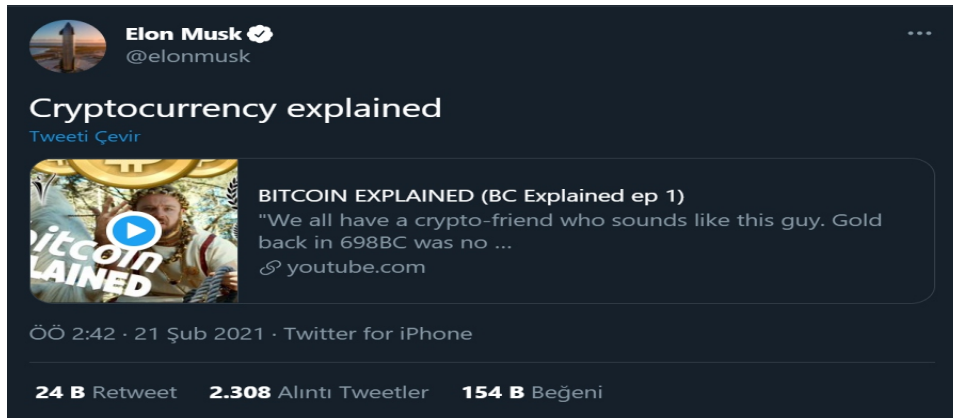 Elon Musk
@elonmusk
Cryptocurrency explained
Tweeti Çevir
BITCOIN EXPLAINED (BC Explained ep 1)
"We all have a crypto-friend who sounds like this guy. Gold
back in 698BC was no ...
youtube.com
itcoin
LAINED
ÖÖ 2:42 · 21 Şub 2021 · Twitter for iPhone
24 B Retweet 2.308 Alıntı Tweetler 154 B Beğeni